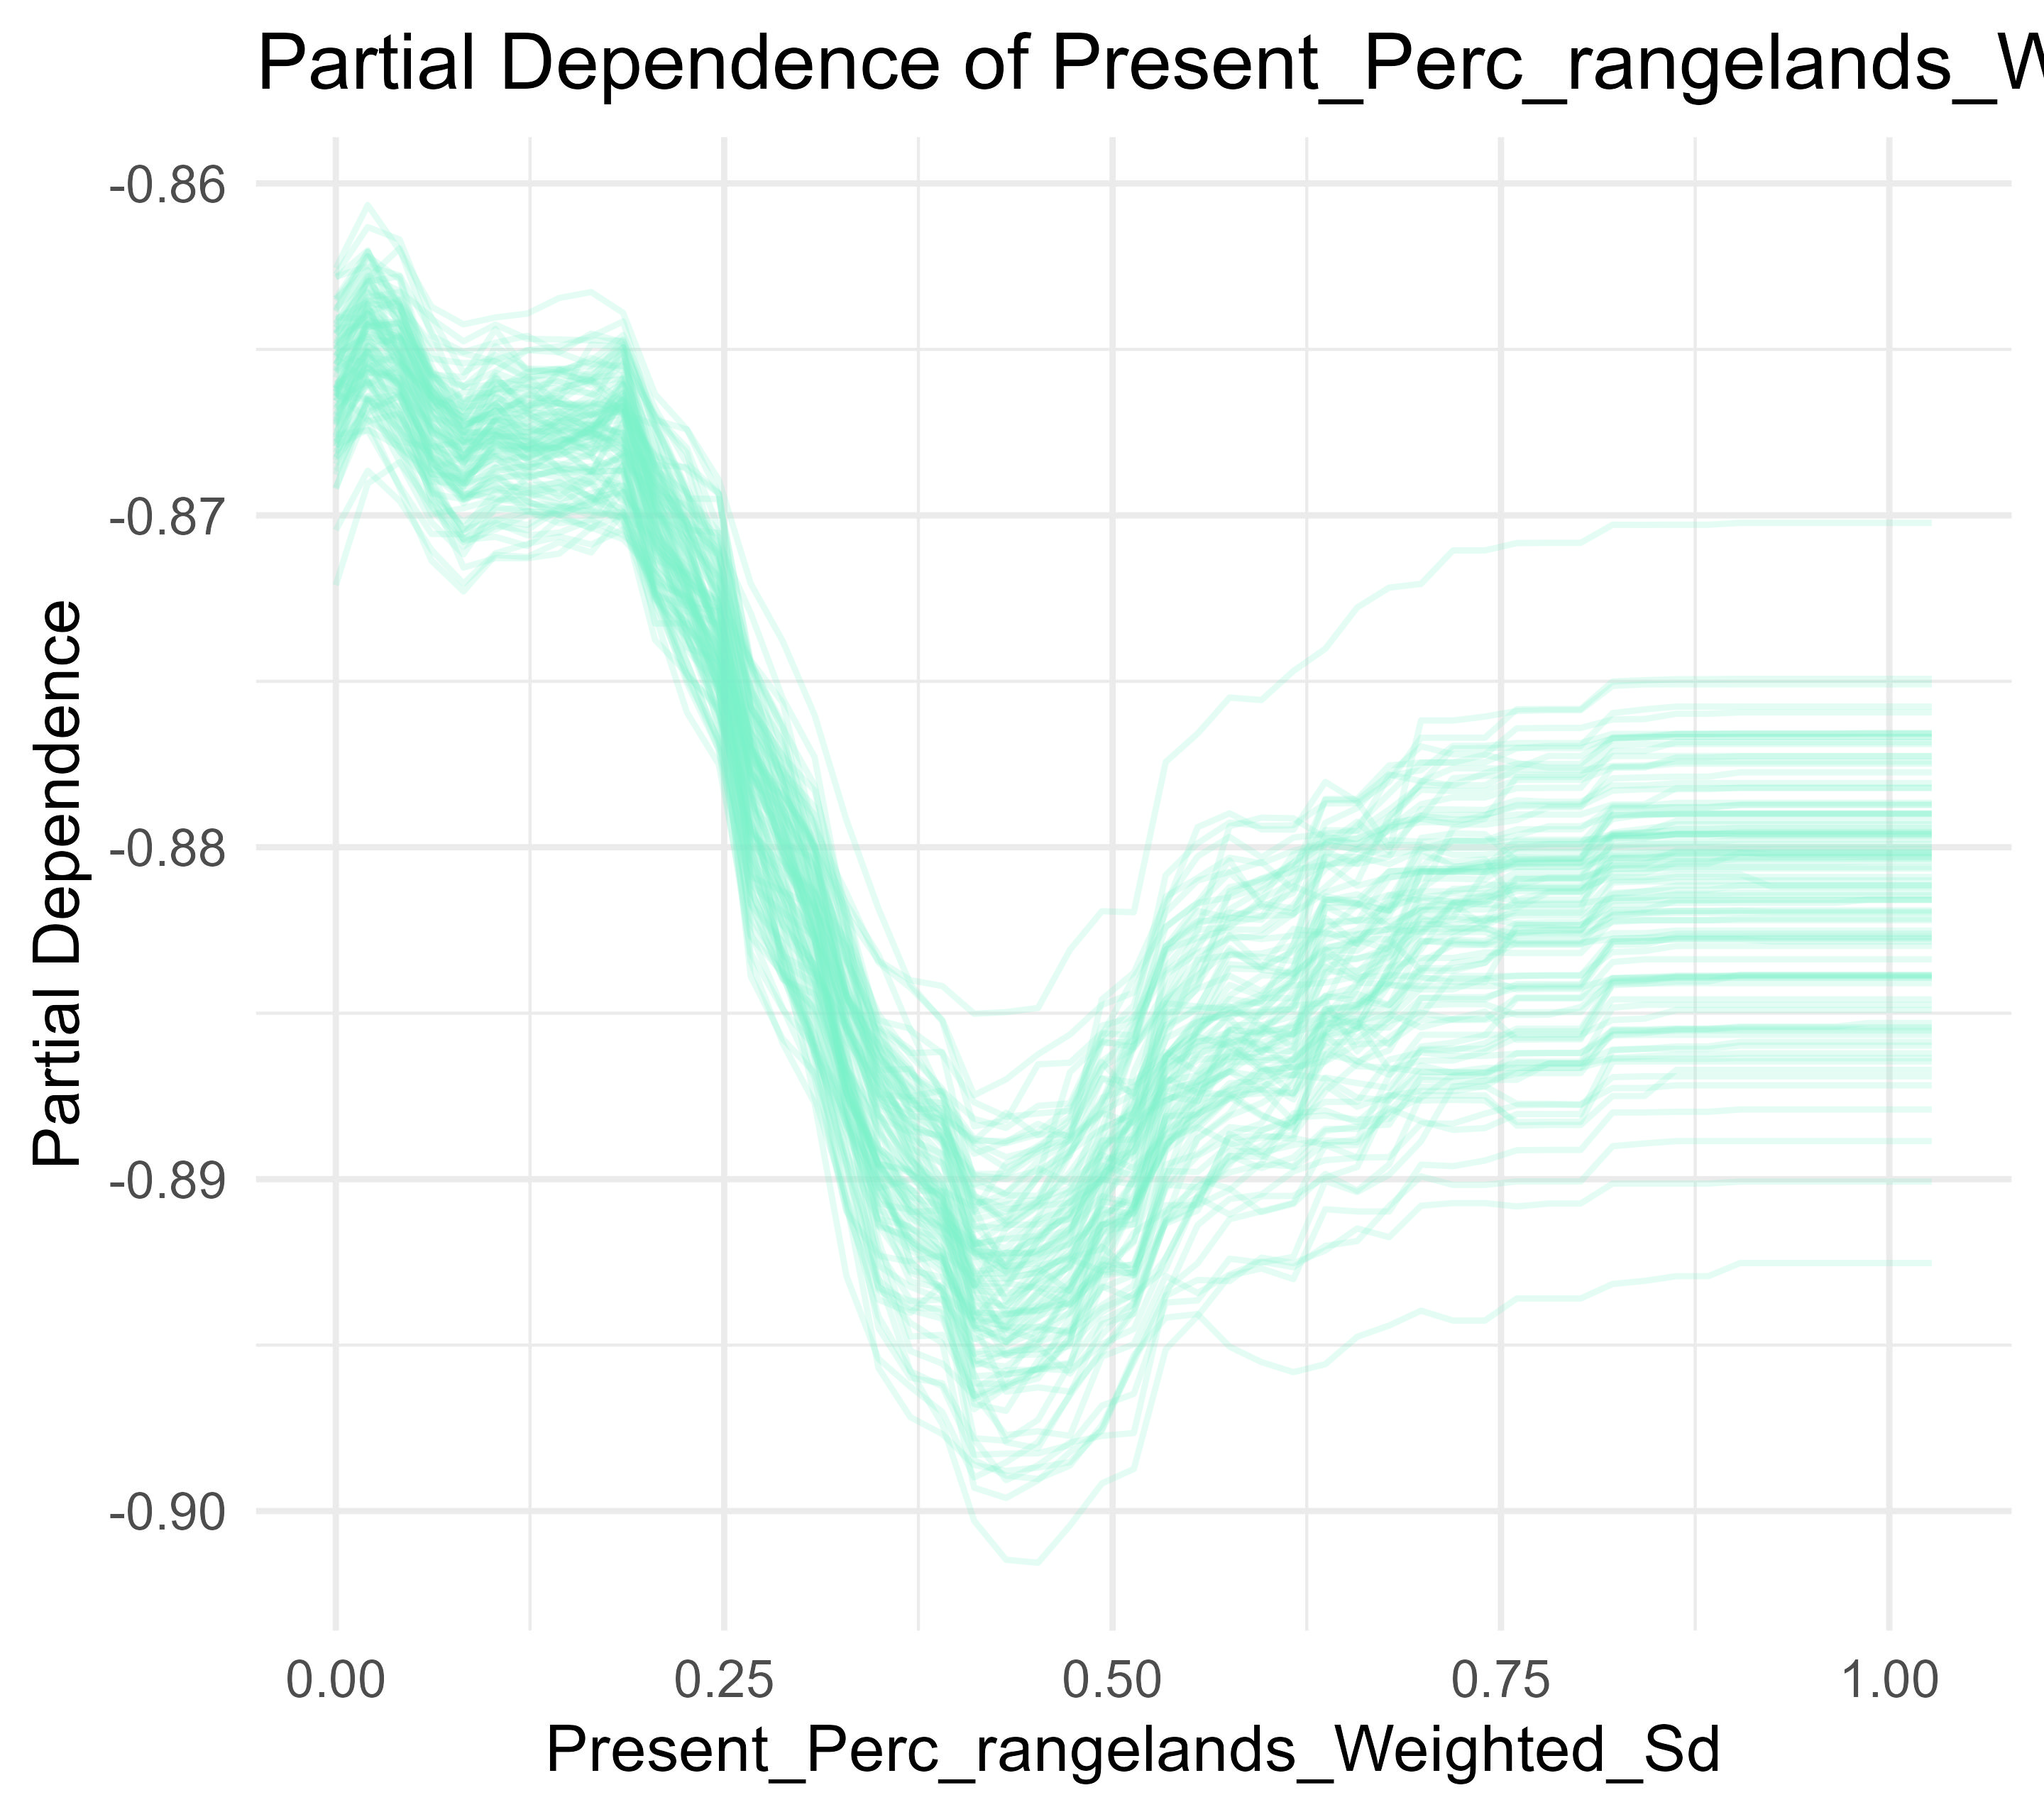 Partial Dependence of Present_Perc_rangelands_W
-0.86
-0.87
-0.88
-0.89
-0.90
Partial Dependence
0.00 0.25 0.50 0.75 1.00
Present_Perc_rangelands_Weighted_Sd